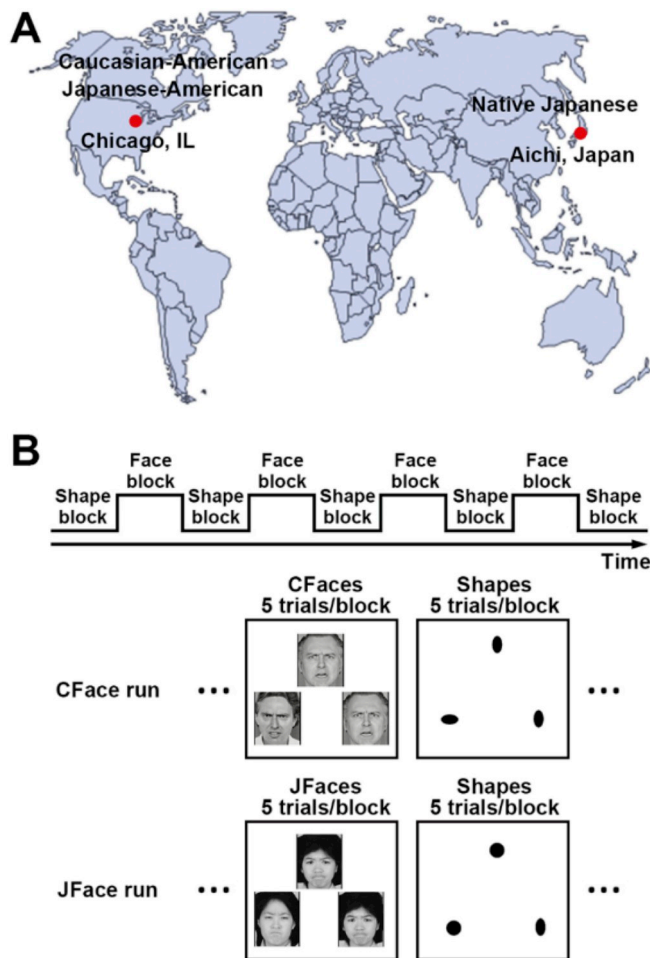 A
Caucasian-American
Japanese-American
Chicago, IL
Native Japanese
Aichi, Japan
B
Face
block
Face
block
Face
block
Face
block
Shape
block
Shape
block
Shape
block
Shape
block
Shape
block
Time
CFaces
5 trials/block
Shapes
5 trials/block
CFace run
...
...
JFaces
5 trials/block
Shapes
5 trials/block
JFace run
...
...